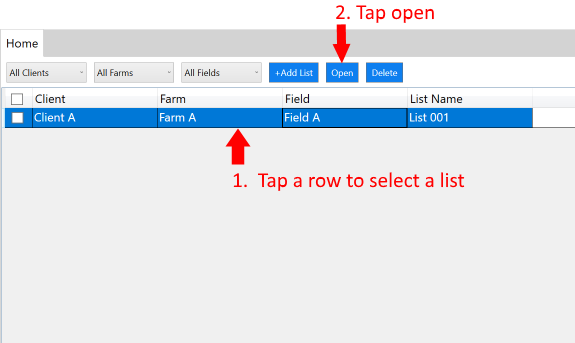 2. Tap open
Home
All Clients All Farms All Fields +Add List Open Delete
Client Farm Field List Name
Client A Farm A Field A List 001
1. Tap a row to select a list